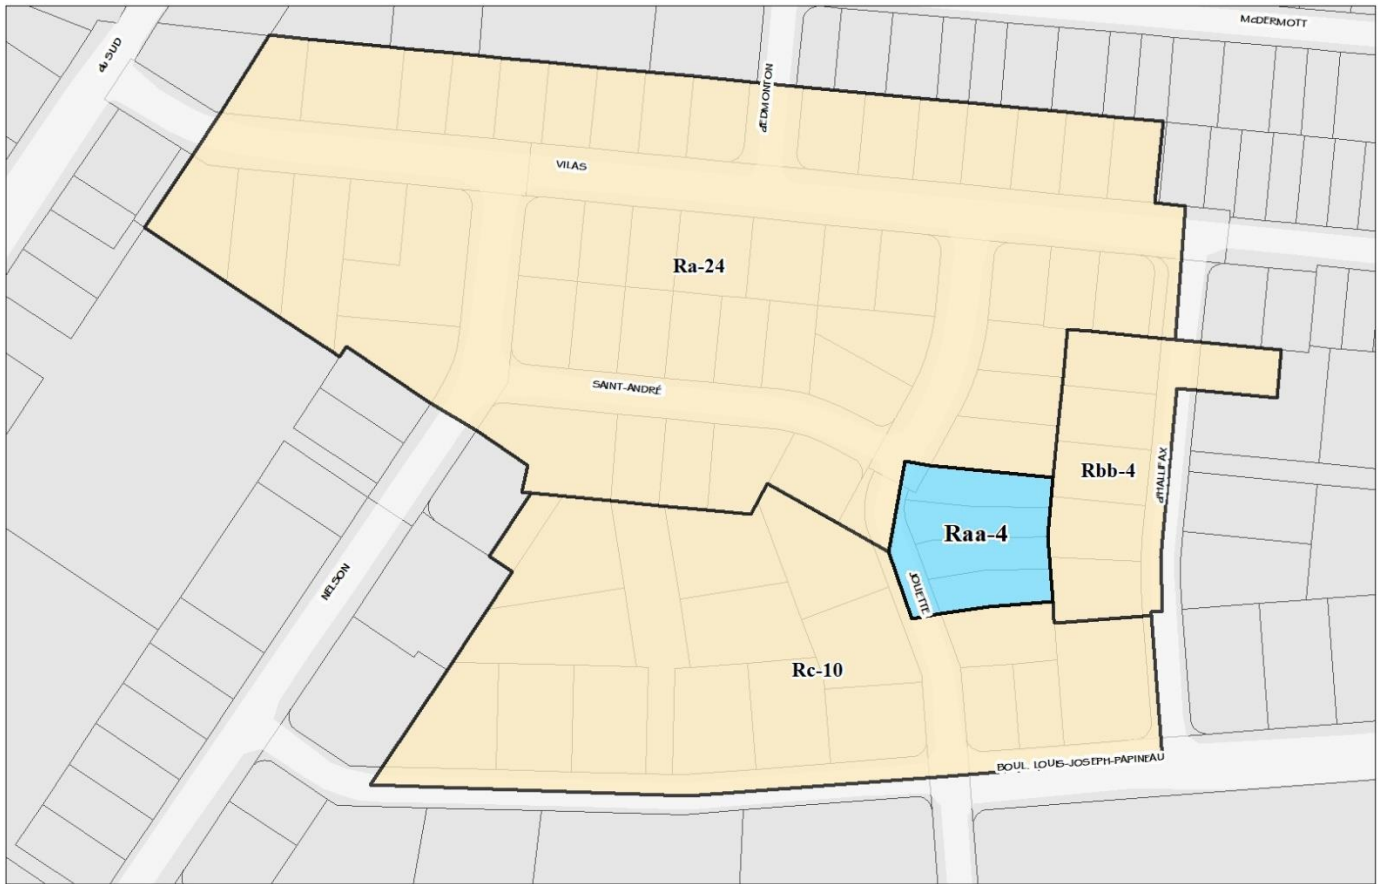 McDERMOTT
du SUD
d'EDMONTON
VILAS
Ra-24
SAINT-ANDRÉ
Rbb-4
d'HALLIFAX
Raa-4
NELSON
JOLIETTE
Rc-10
BOUL. LOUIS-JOSEPH-PAPINEAU